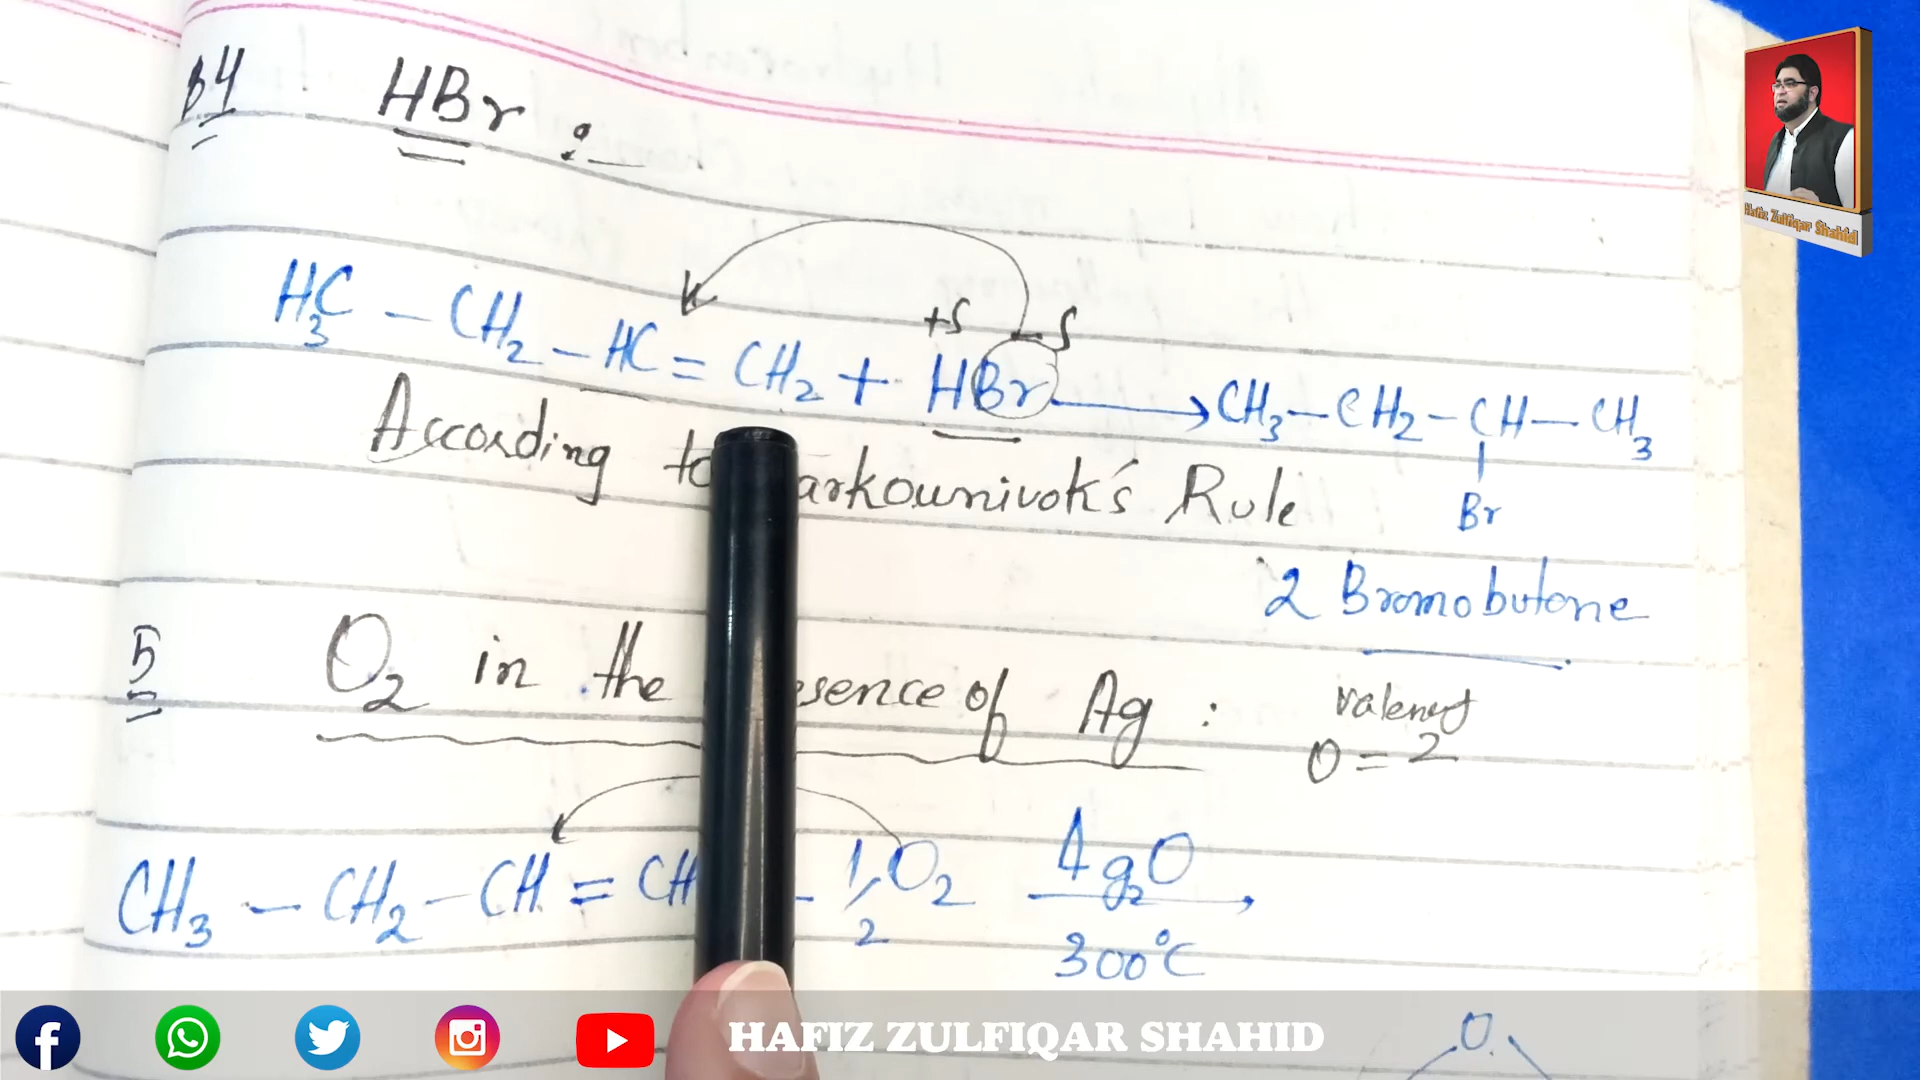 Hafiz Zulfiqar Shahid
4 HBr :_
+δ -δ
H3C - CH2 - HC = CH2 + HBr → CH3 - CH2 - CH - CH3
Br
According to arkounivok's Rule
2 Bromobutane
5 O2 in the esence of Ag :
valency
O = 2
CH3 - CH2 - CH = CH 1/2 O2 Ag2O
300°C
O
HAFIZ ZULFIQAR SHAHID